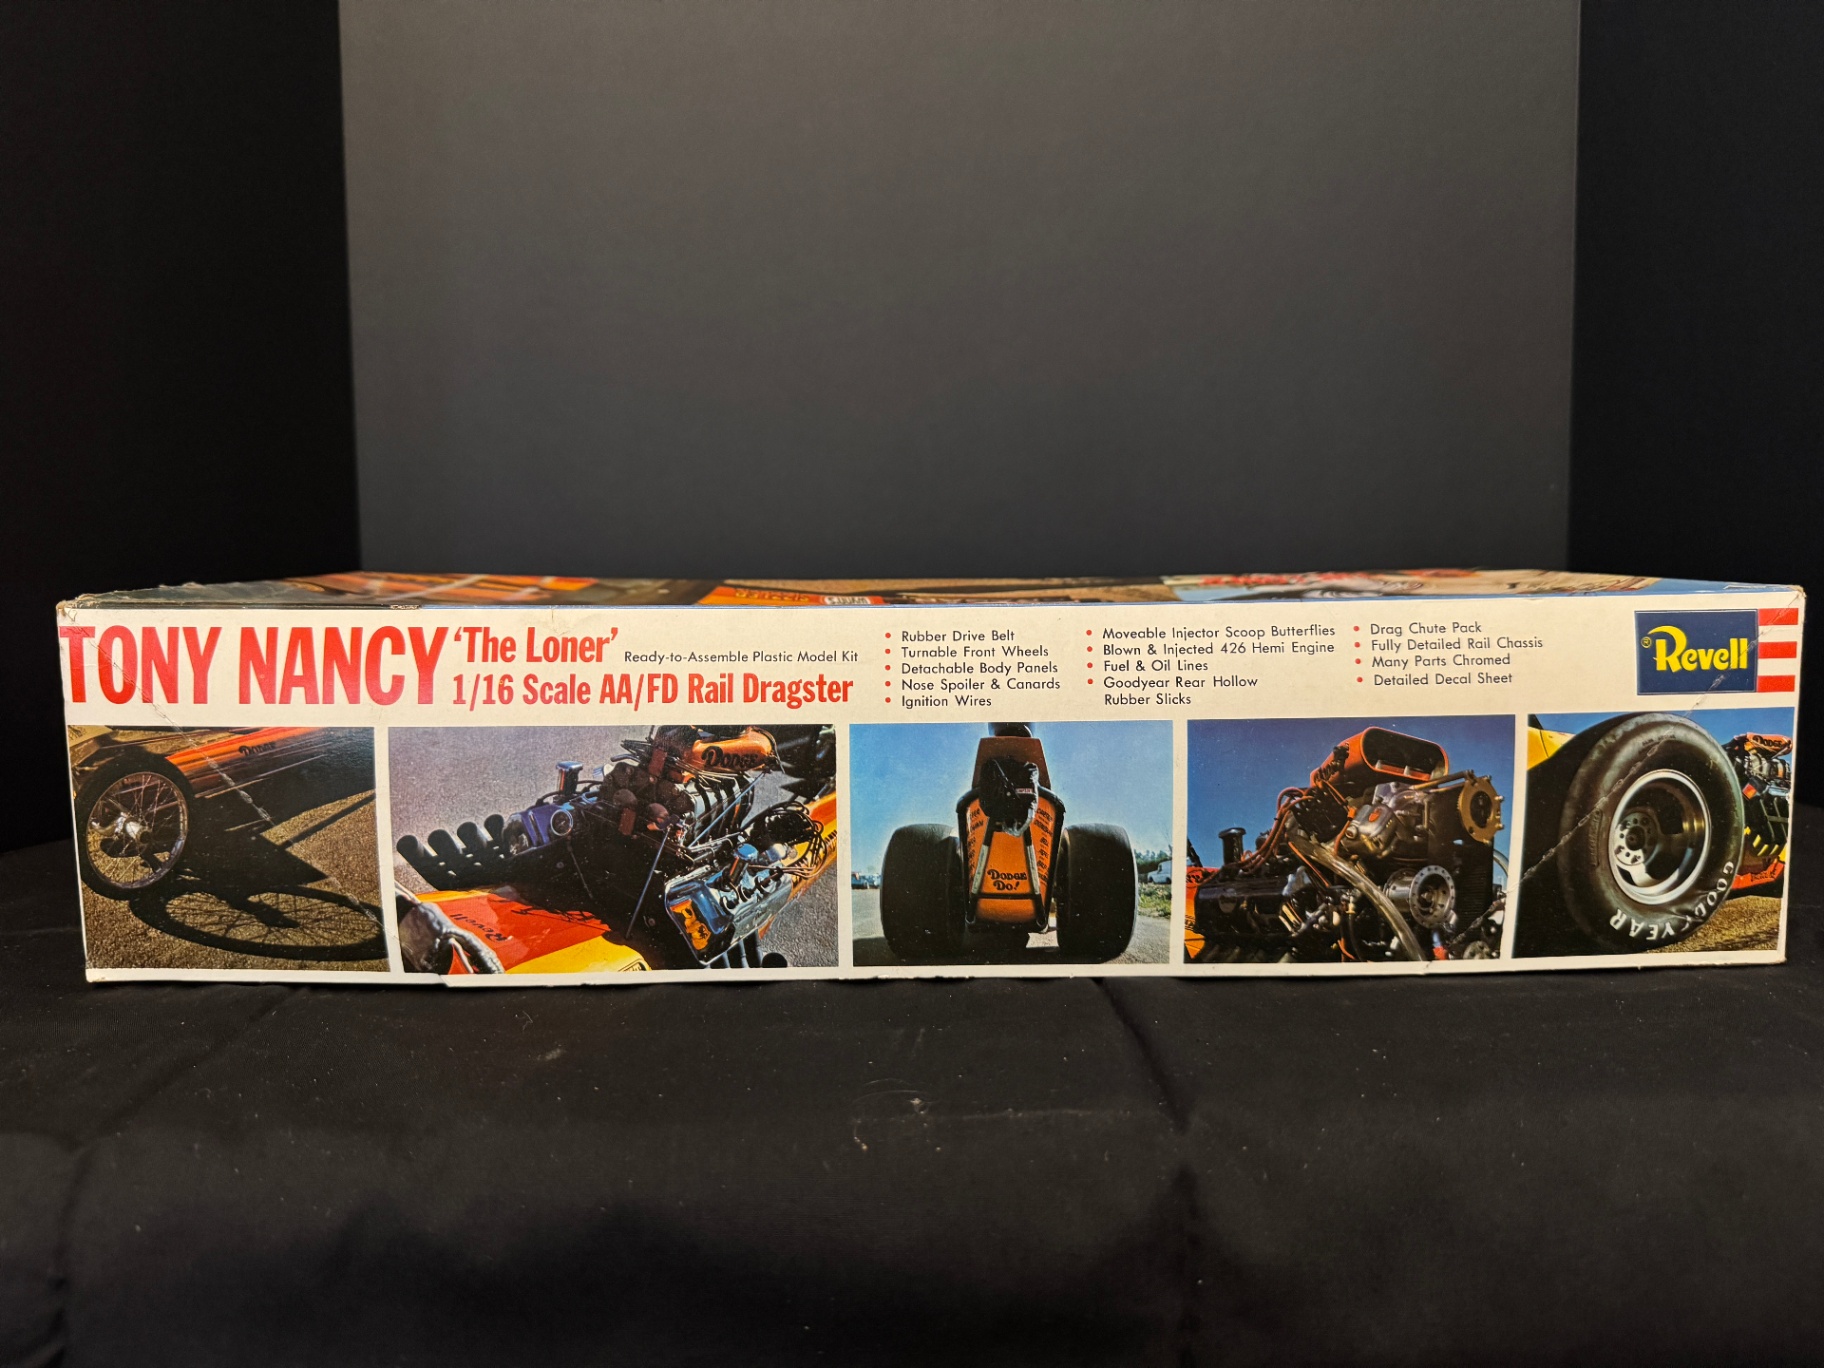 TONY NANCY 'The Loner' Ready-to-Assemble Plastic Model Kit
1/16 Scale AA/FD Rail Dragster
• Rubber Drive Belt
• Turnable Front Wheels
• Detachable Body Panels
• Nose Spoiler & Canards
• Ignition Wires
• Moveable Injector Scoop Butterflies
• Blown & Injected 426 Hemi Engine
• Fuel & Oil Lines
• Goodyear Rear Hollow
Rubber Slicks
• Drag Chute Pack
• Fully Detailed Rail Chassis
• Many Parts Chromed
• Detailed Decal Sheet
® Revell
Dodge
DODGE
Revell
DODGE
DO!
GOODYEAR
DODGE